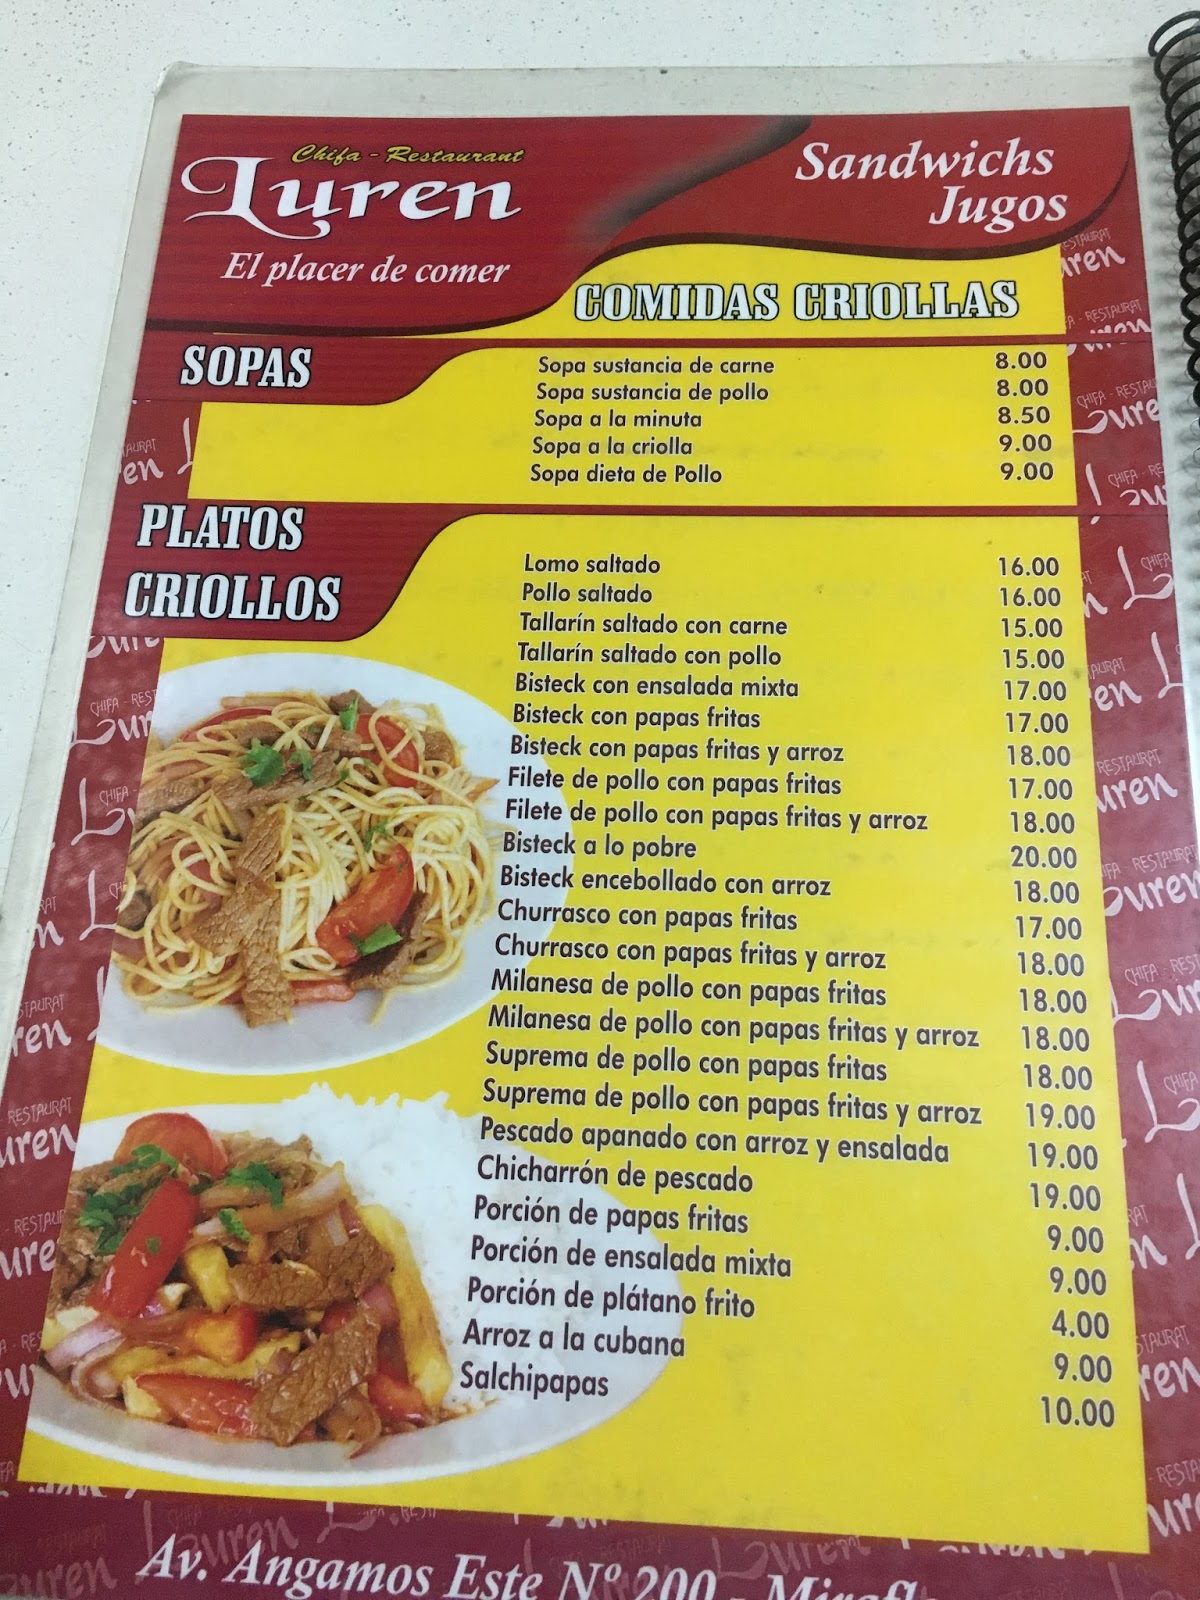 Chifa - Restaurant
Luren
El placer de comer
Sandwichs
Jugos
COMIDAS CRIOLLAS
SOPAS
Sopa sustancia de carne 8.00
Sopa sustancia de pollo 8.00
Sopa a la minuta 8.50
Sopa a la criolla 9.00
Sopa dieta de Pollo 9.00
PLATOS
CRIOLLOS
Lomo saltado 16.00
Pollo saltado 16.00
Tallarín saltado con carne 15.00
Tallarín saltado con pollo 15.00
Bisteck con ensalada mixta 17.00
Bisteck con papas fritas 17.00
Bisteck con papas fritas y arroz 18.00
Filete de pollo con papas fritas 17.00
Filete de pollo con papas fritas y arroz 18.00
Bisteck a lo pobre 20.00
Bisteck encebollado con arroz 18.00
Churrasco con papas fritas 17.00
Churrasco con papas fritas y arroz 18.00
Milanesa de pollo con papas fritas 18.00
Milanesa de pollo con papas fritas y arroz 18.00
Suprema de pollo con papas fritas 18.00
Suprema de pollo con papas fritas y arroz 19.00
Pescado apanado con arroz y ensalada 19.00
Chicharrón de pescado 19.00
Porción de papas fritas 9.00
Porción de ensalada mixta 9.00
Porción de plátano frito 4.00
Arroz a la cubana 9.00
Salchipapas 10.00
Av. Angamos Este Nº 200 -